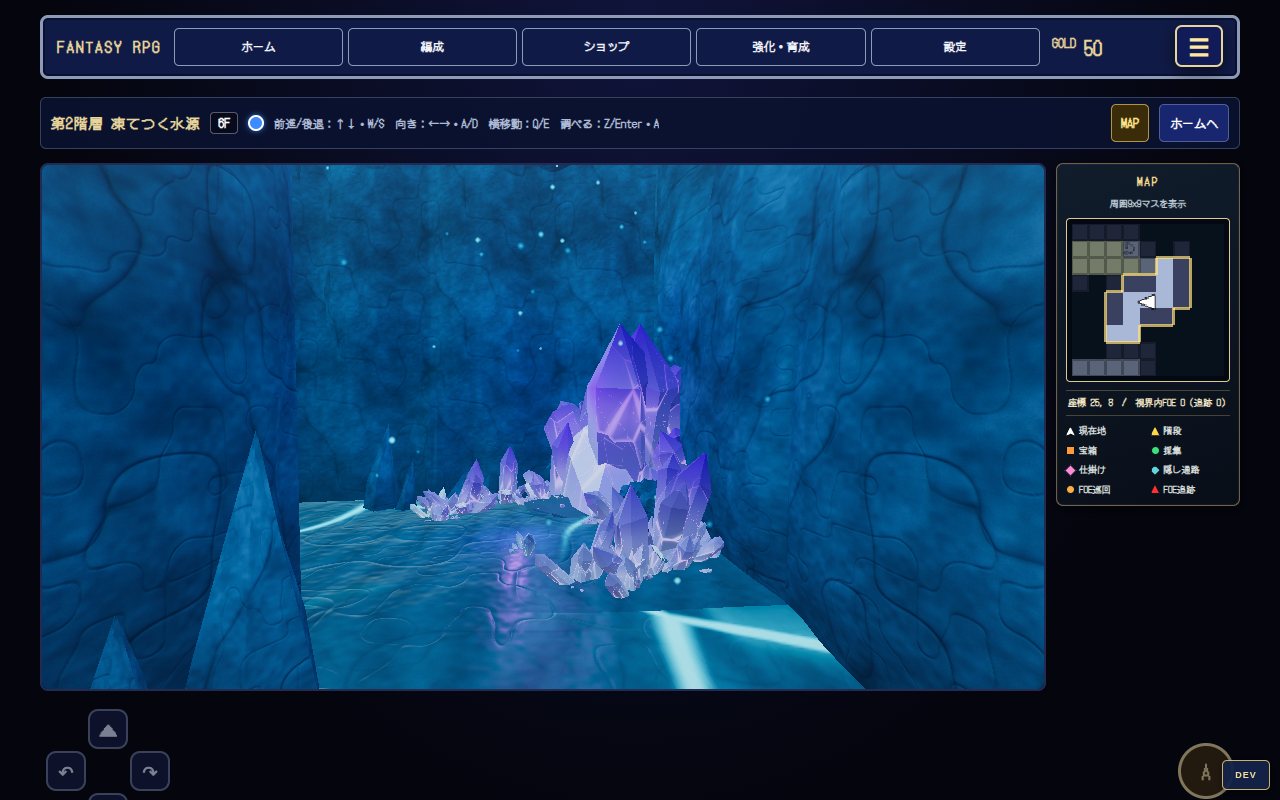 FANTASY RPG
ホーム
編成
ショップ
強化・育成
設定
GOLD 50
第2階層 凍てつく水源
6F
前進/後退：↑↓・W/S 向き：←→・A/D 横移動：Q/E 調べる：Z/Enter・A
MAP
ホームへ
MAP
周囲9x9マスを表示
座標 25, 8 / 視界内FOE 0 (追跡 0)
現在地
階段
宝箱
採集
仕掛け
隠し通路
FOE巡回
FOE追跡
A
DEV